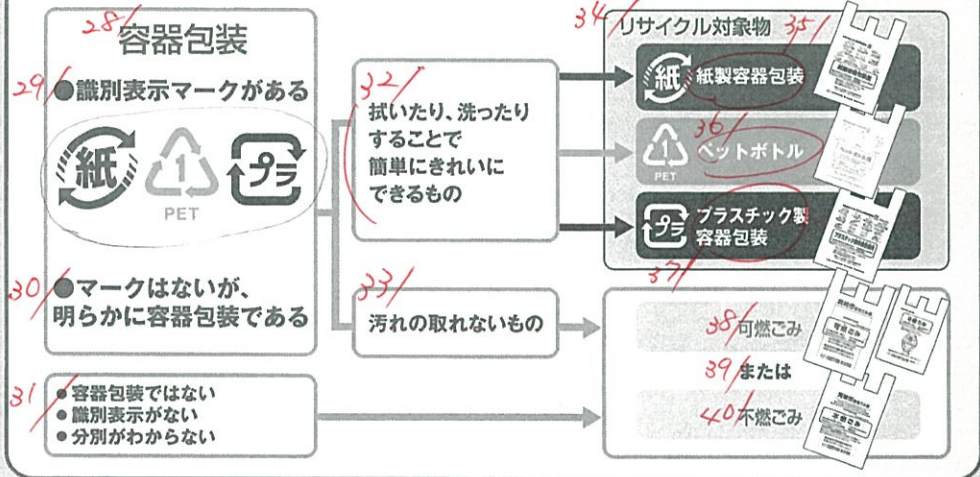 28/
容器包装
29/
●識別表示マークがある
紙
1
PET
プラ
30/
●マークはないが、
明らかに容器包装である
31/
●容器包装ではない
●識別表示がない
●分別がわからない
32/
拭いたり、洗ったり
することで
簡単にきれいに
できるもの
33/
汚れの取れないもの
34/
リサイクル対象物
35/
紙
紙製容器包装
36/
1
PET
ペットボトル
37/
プラ
プラスチック製
容器包装
38/
可燃ごみ
39/
または
40/
不燃ごみ
可燃ごみ
不燃ごみ